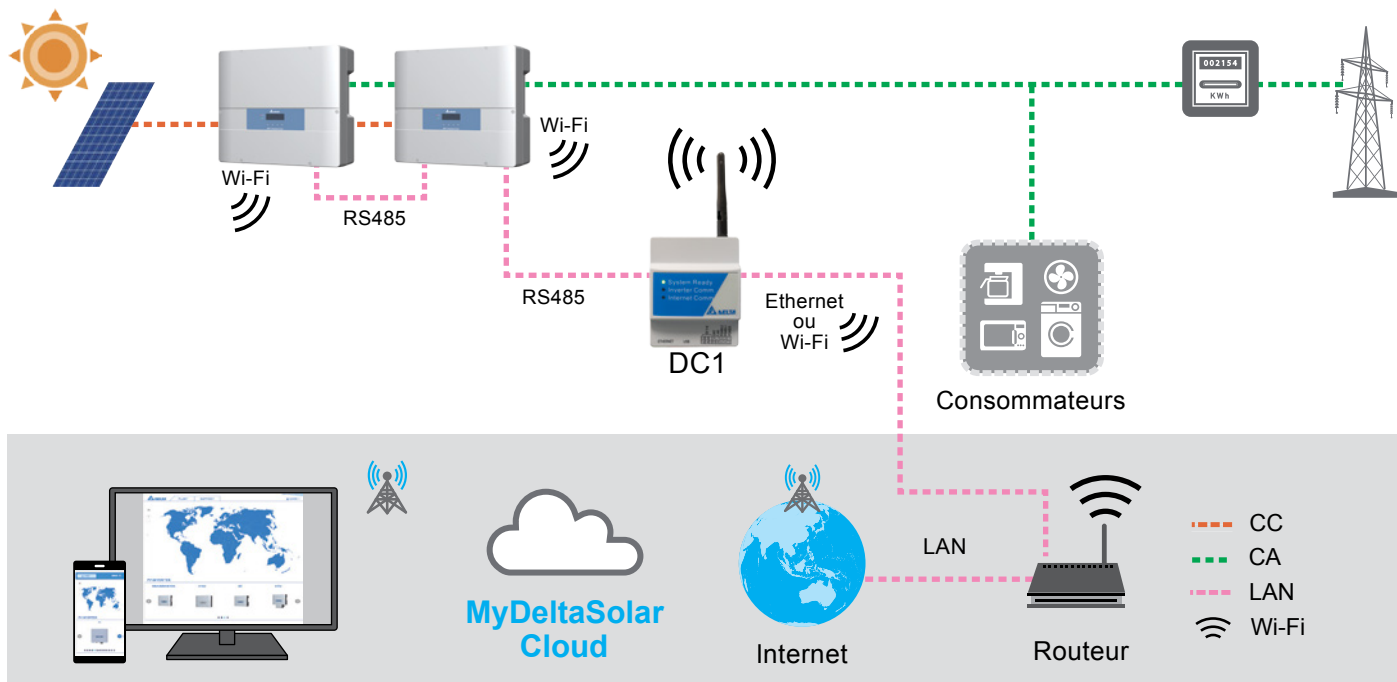 002154
KWh
Wi-Fi
Wi-Fi
RS485
RS485
System Ready
Inverter Comm
Internet Comm
DC1
Ethernet
ou
Wi-Fi
Consommateurs
MyDeltaSolar
Cloud
Internet
LAN
Routeur
CC
CA
LAN
Wi-Fi